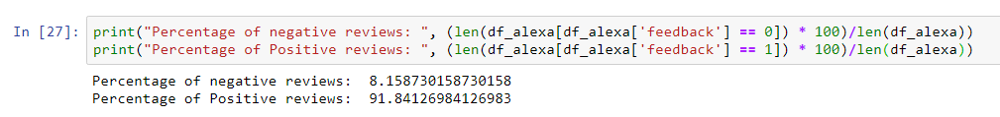 In [27]: print("Percentage of negative reviews: ", (len(df_alexa[df_alexa['feedback'] == 0]) * 100)/len(df_alexa))
print("Percentage of Positive reviews: ", (len(df_alexa[df_alexa['feedback'] == 1]) * 100)/len(df_alexa))
Percentage of negative reviews:  8.158730158730158
Percentage of Positive reviews:  91.84126984126983